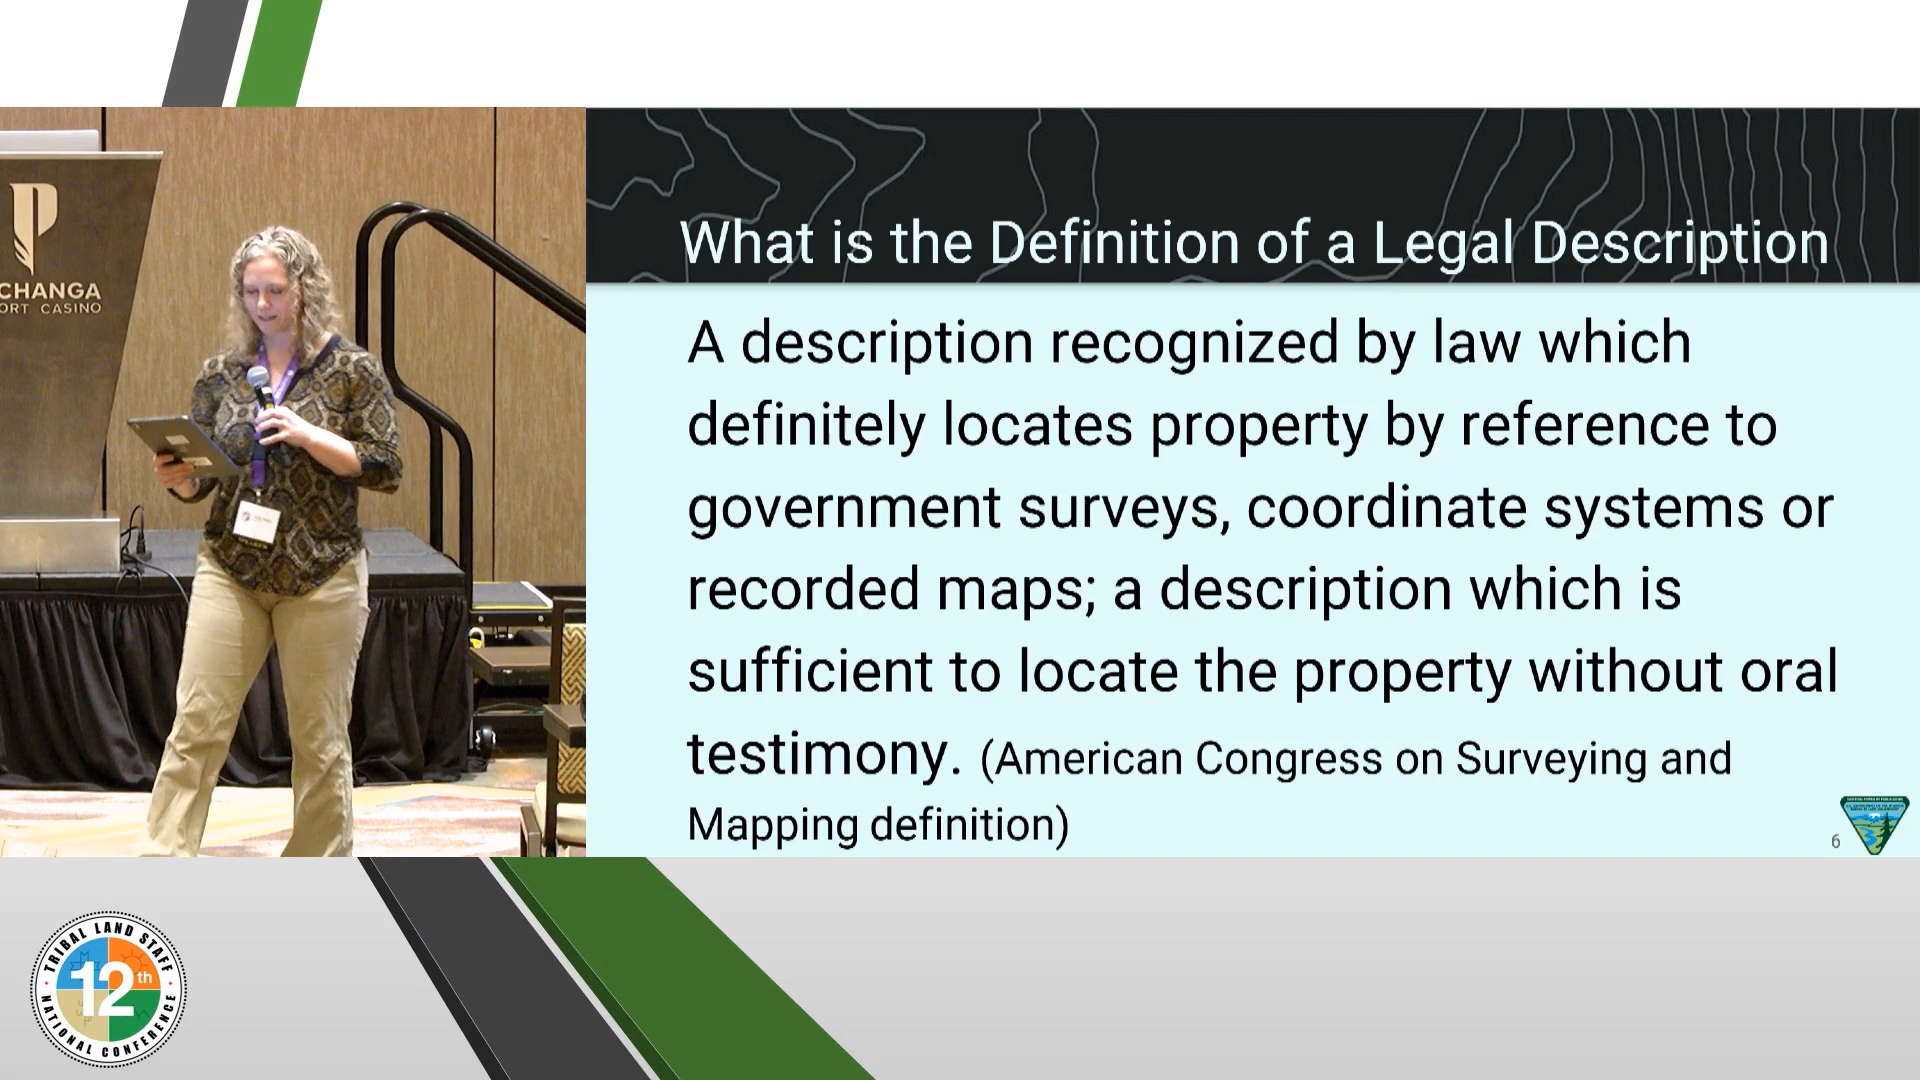 CHANGA
ORT CASINO
What is the Definition of a Legal Description
A description recognized by law which
definitely locates property by reference to
government surveys, coordinate systems or
recorded maps; a description which is
sufficient to locate the property without oral
testimony. (American Congress on Surveying and
Mapping definition)
6
TRIBAL LAND STAFF
12th
NATIONAL CONFERENCE